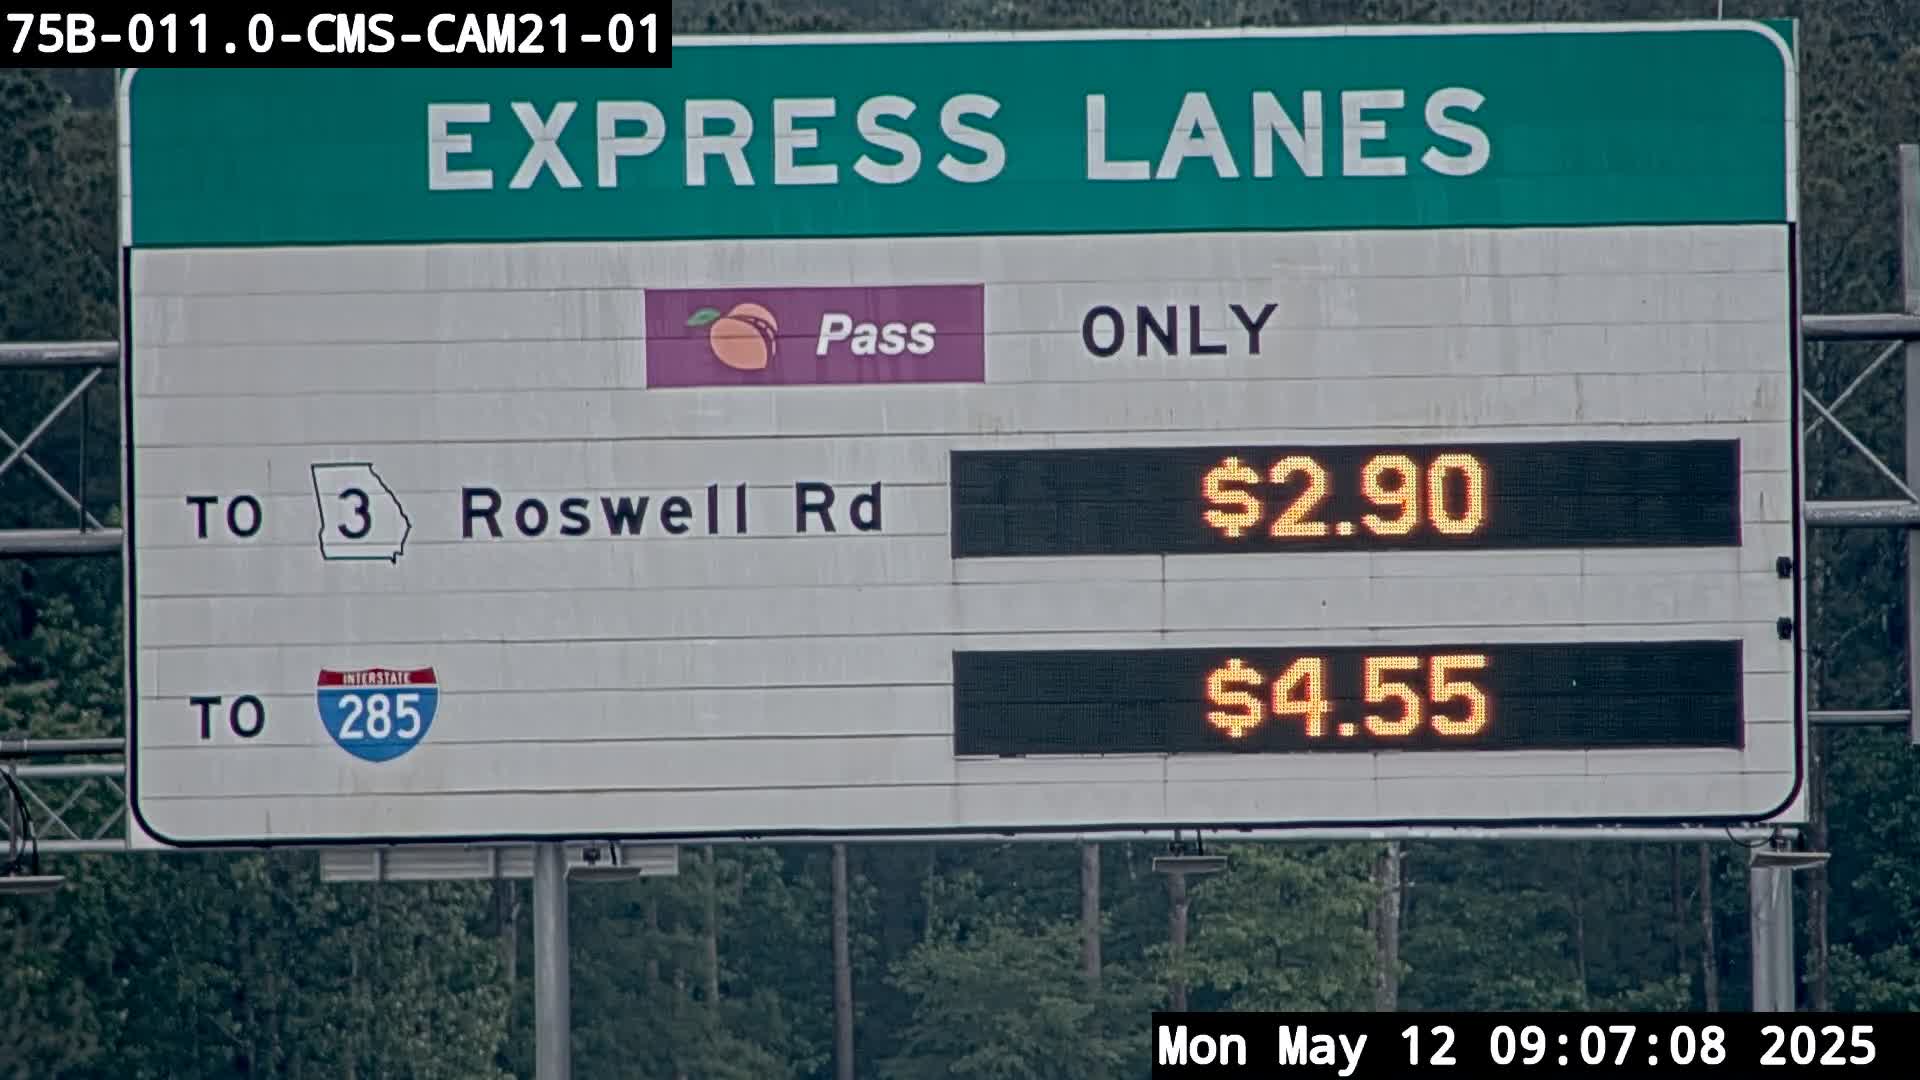 75B-011.0-CMS-CAM21-01
EXPRESS LANES
Pass ONLY
TO 3 Roswell Rd $2.90
TO INTERSTATE 285 $4.55
Mon May 12 09:07:08 2025